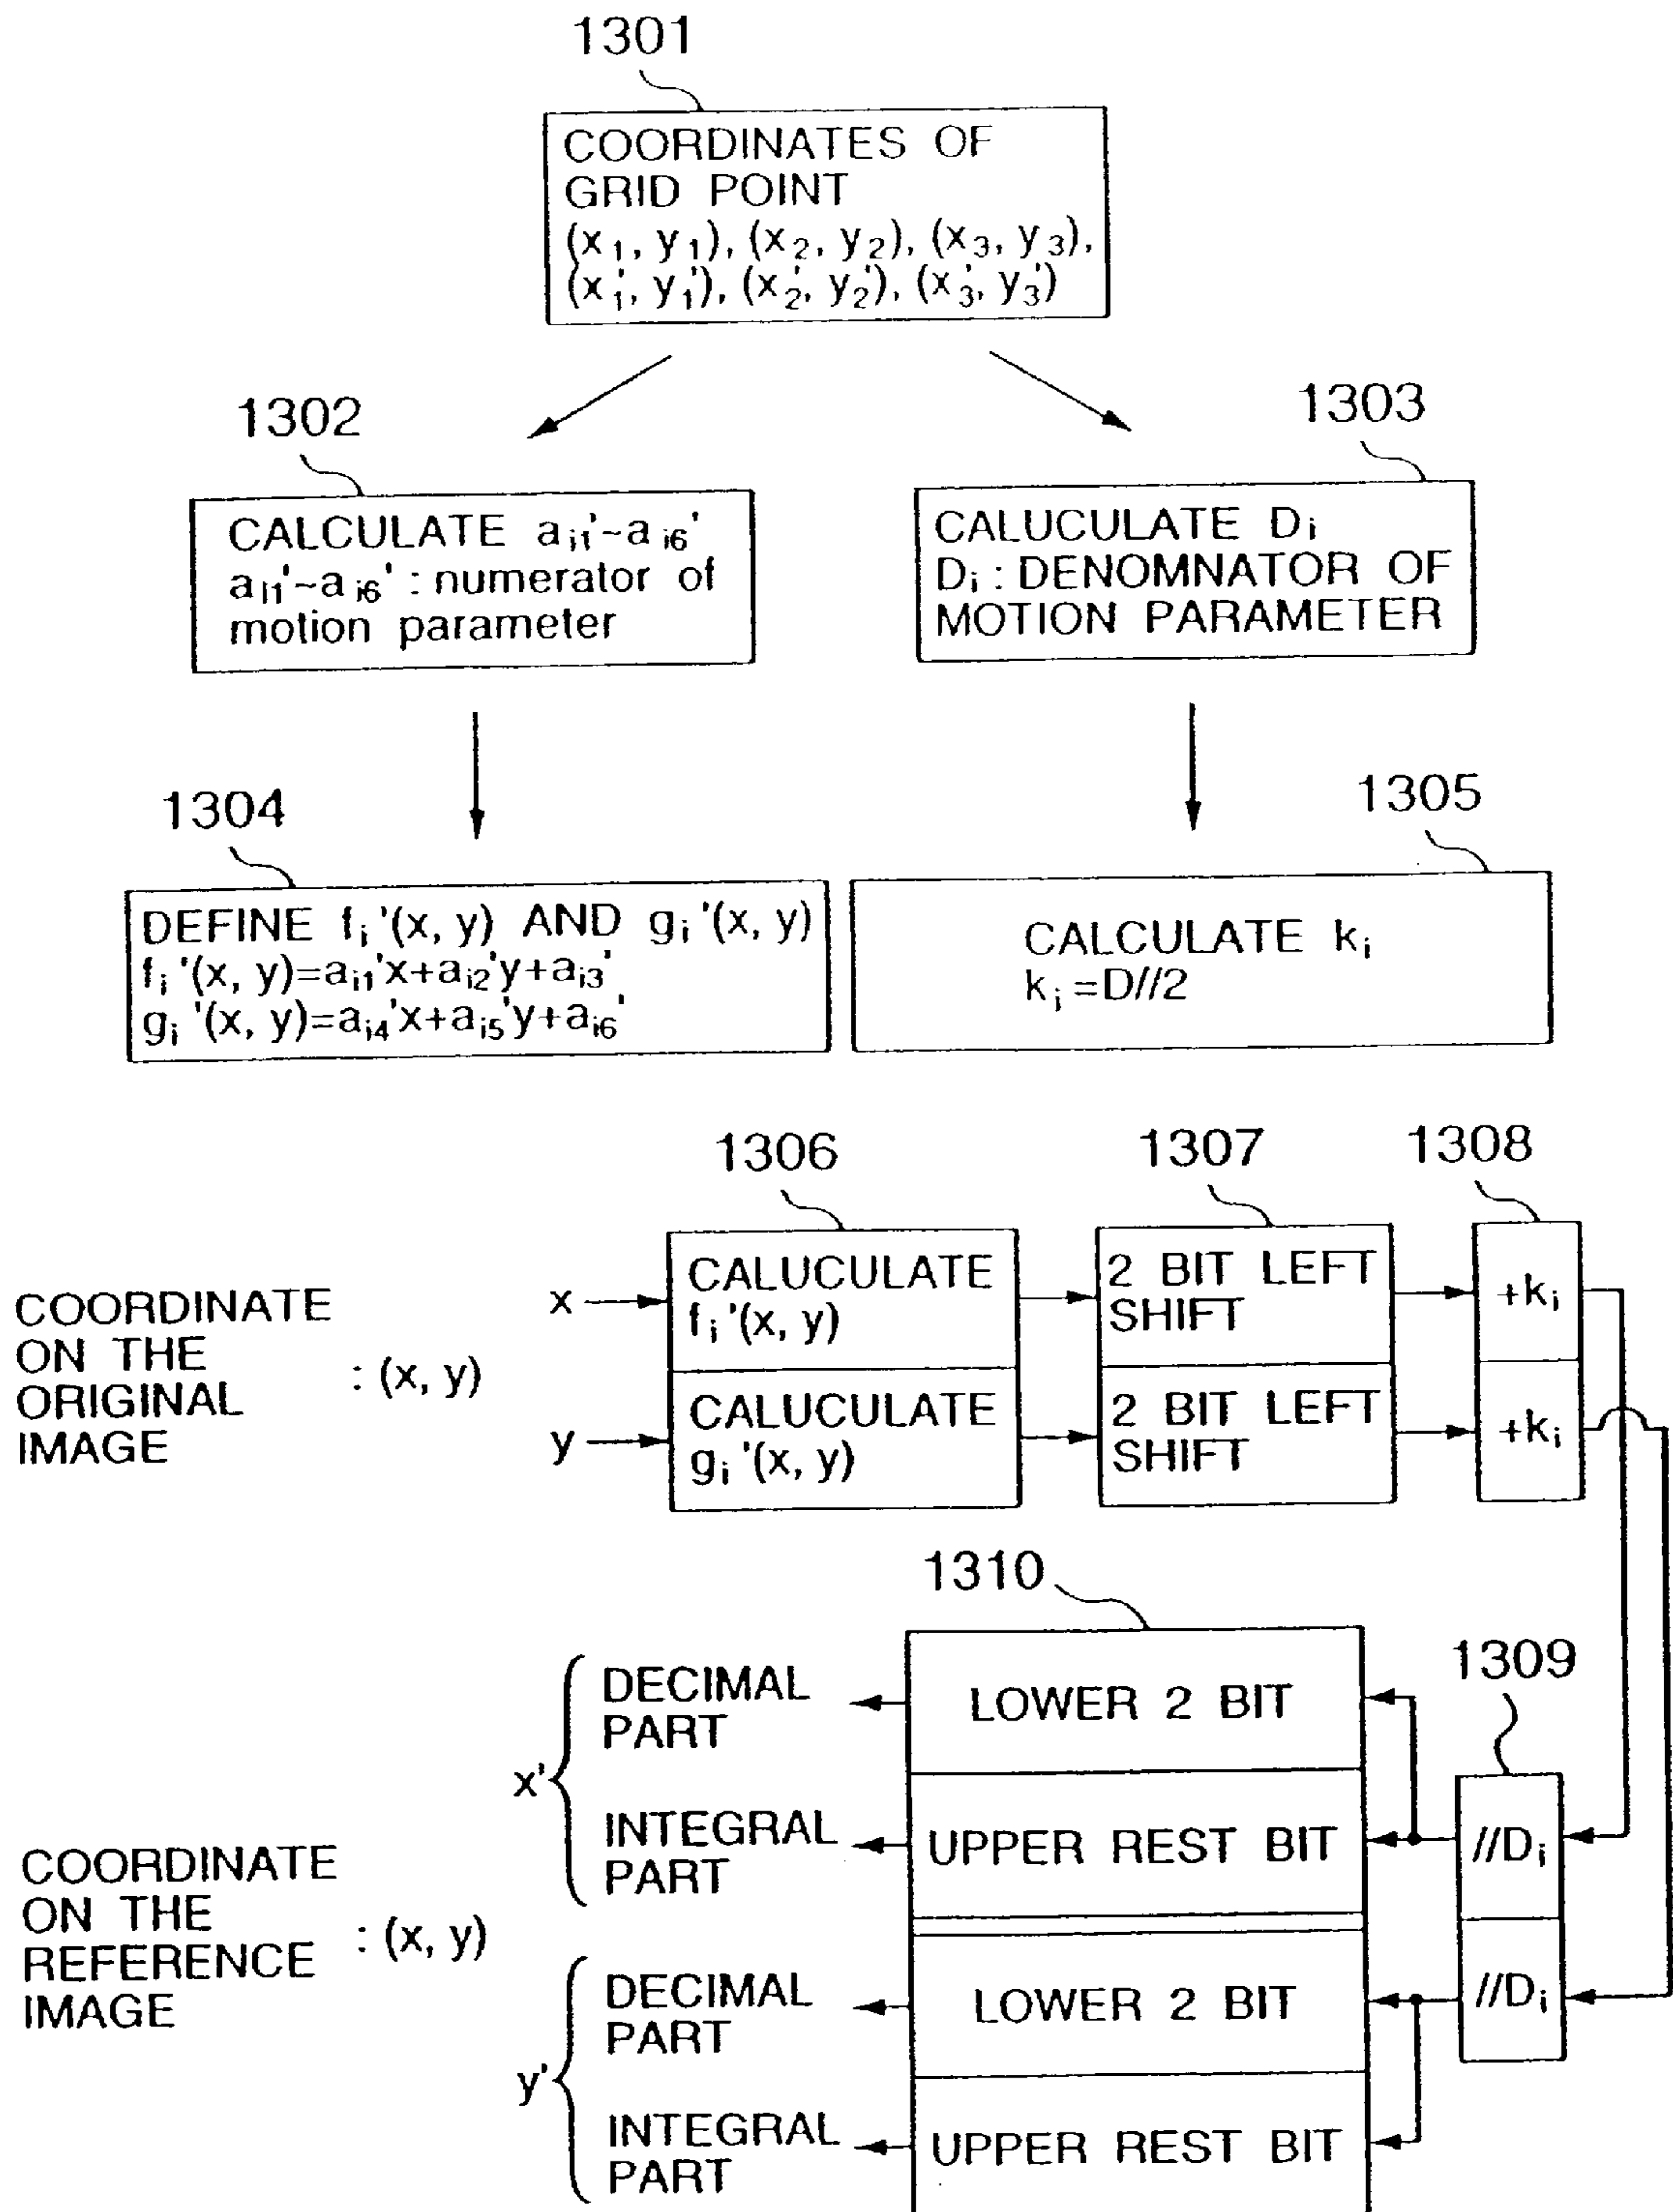 1301
COORDINATES OF
GRID POINT
(x₁, y₁), (x₂, y₂), (x₃, y₃),
(x₁', y₁'), (x₂', y₂'), (x₃', y₃')
1302
CALCULATE aᵢ₁'~aᵢ₆'
aᵢ₁'~aᵢ₆' : numerator of
motion parameter
1303
CALUCULATE Dᵢ
Dᵢ : DENOMNATOR OF
MOTION PARAMETER
1304
DEFINE fᵢ'(x, y) AND gᵢ'(x, y)
fᵢ'(x, y)=aᵢ₁'x+aᵢ₂'y+aᵢ₃'
gᵢ'(x, y)=aᵢ₄'x+aᵢ₅'y+aᵢ₆'
1305
CALCULATE kᵢ
kᵢ=D//2
1306
1307
1308
COORDINATE
ON THE
ORIGINAL
IMAGE
: (x, y)
x
y
CALUCULATE
fᵢ'(x, y)
CALUCULATE
gᵢ'(x, y)
2 BIT LEFT
SHIFT
2 BIT LEFT
SHIFT
+kᵢ
+kᵢ
1310
1309
COORDINATE
ON THE
REFERENCE
IMAGE
: (x, y)
x'
DECIMAL
PART
INTEGRAL
PART
y'
DECIMAL
PART
INTEGRAL
PART
LOWER 2 BIT
UPPER REST BIT
LOWER 2 BIT
UPPER REST BIT
//Dᵢ
//Dᵢ